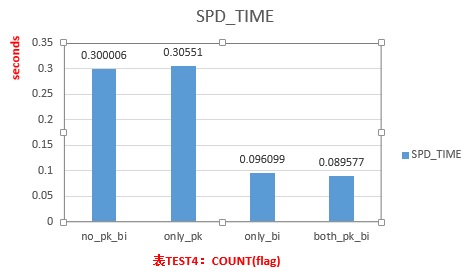 SPD_TIME
seconds
0.35
0.3
0.25
0.2
0.15
0.1
0.05
0
0.300006
0.30551
0.096099
0.089577
no_pk_bi
only_pk
only_bi
both_pk_bi
SPD_TIME
表TEST4：COUNT(flag)